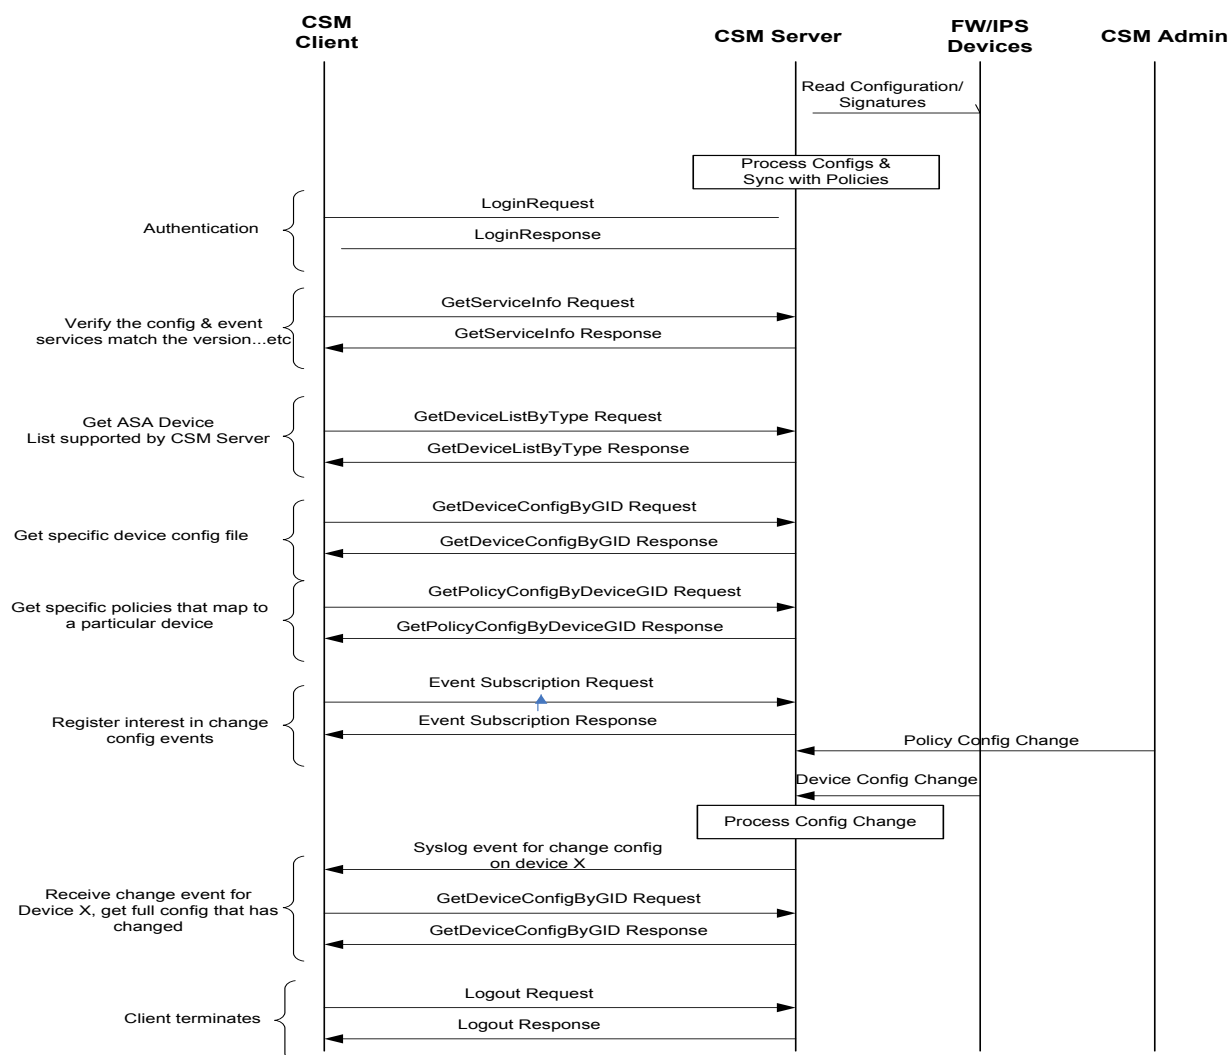 CSM
Client
CSM Server
FW/IPS
Devices
CSM Admin
Read Configuration/
Signatures
Process Configs &
Sync with Policies
LoginRequest
Authentication
LoginResponse
GetServiceInfo Request
Verify the config & event
services match the version...etc
GetServiceInfo Response
Get ASA Device
List supported by CSM Server
GetDeviceListByType Request
GetDeviceListByType Response
GetDeviceConfigByGID Request
Get specific device config file
GetDeviceConfigByGID Response
GetPolicyConfigByDeviceGID Request
Get specific policies that map to
a particular device
GetPolicyConfigByDeviceGID Response
Event Subscription Request
Register interest in change
config events
Event Subscription Response
Policy Config Change
Device Config Change
Process Config Change
Syslog event for change config
on device X
Receive change event for
Device X, get full config that has
changed
GetDeviceConfigByGID Request
GetDeviceConfigByGID Response
Logout Request
Client terminates
Logout Response